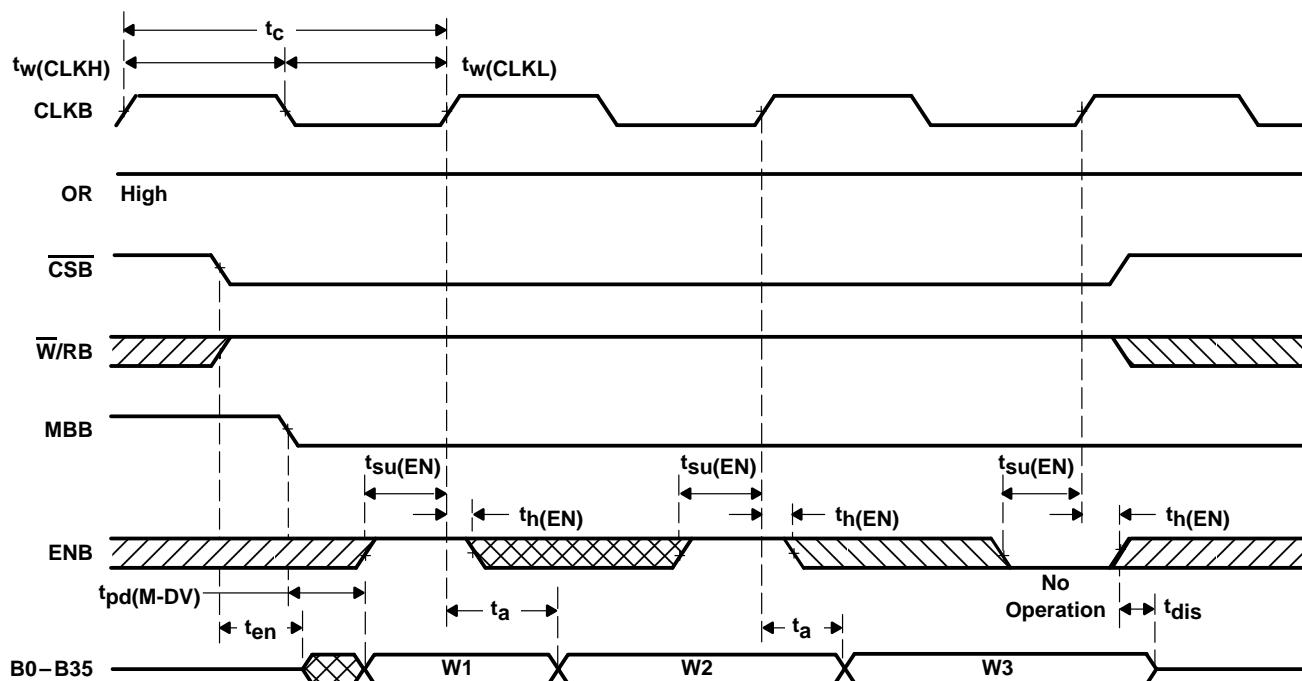 tc
tw(CLKH)
tw(CLKL)
CLKB
OR
High
CSB
W/RB
MBB
tsu(EN)
tsu(EN)
tsu(EN)
th(EN)
th(EN)
th(EN)
ENB
No
Operation
tpd(M-DV)
ta
ta
tdis
ten
B0–B35
W1
W2
W3